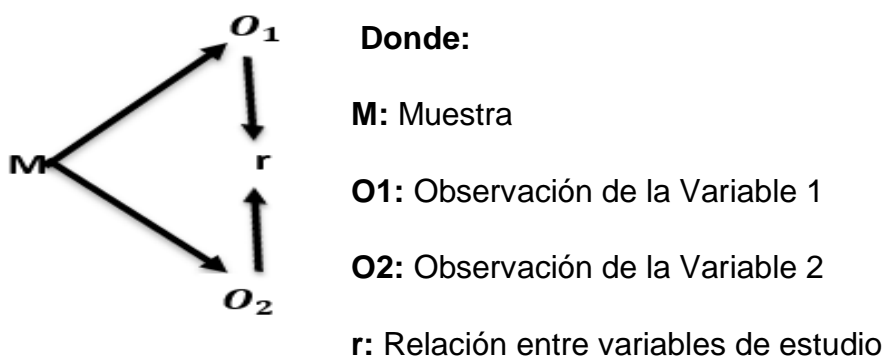 O₁
Donde:
M: Muestra
M
r
O1: Observación de la Variable 1
O2: Observación de la Variable 2
O₂
r: Relación entre variables de estudio